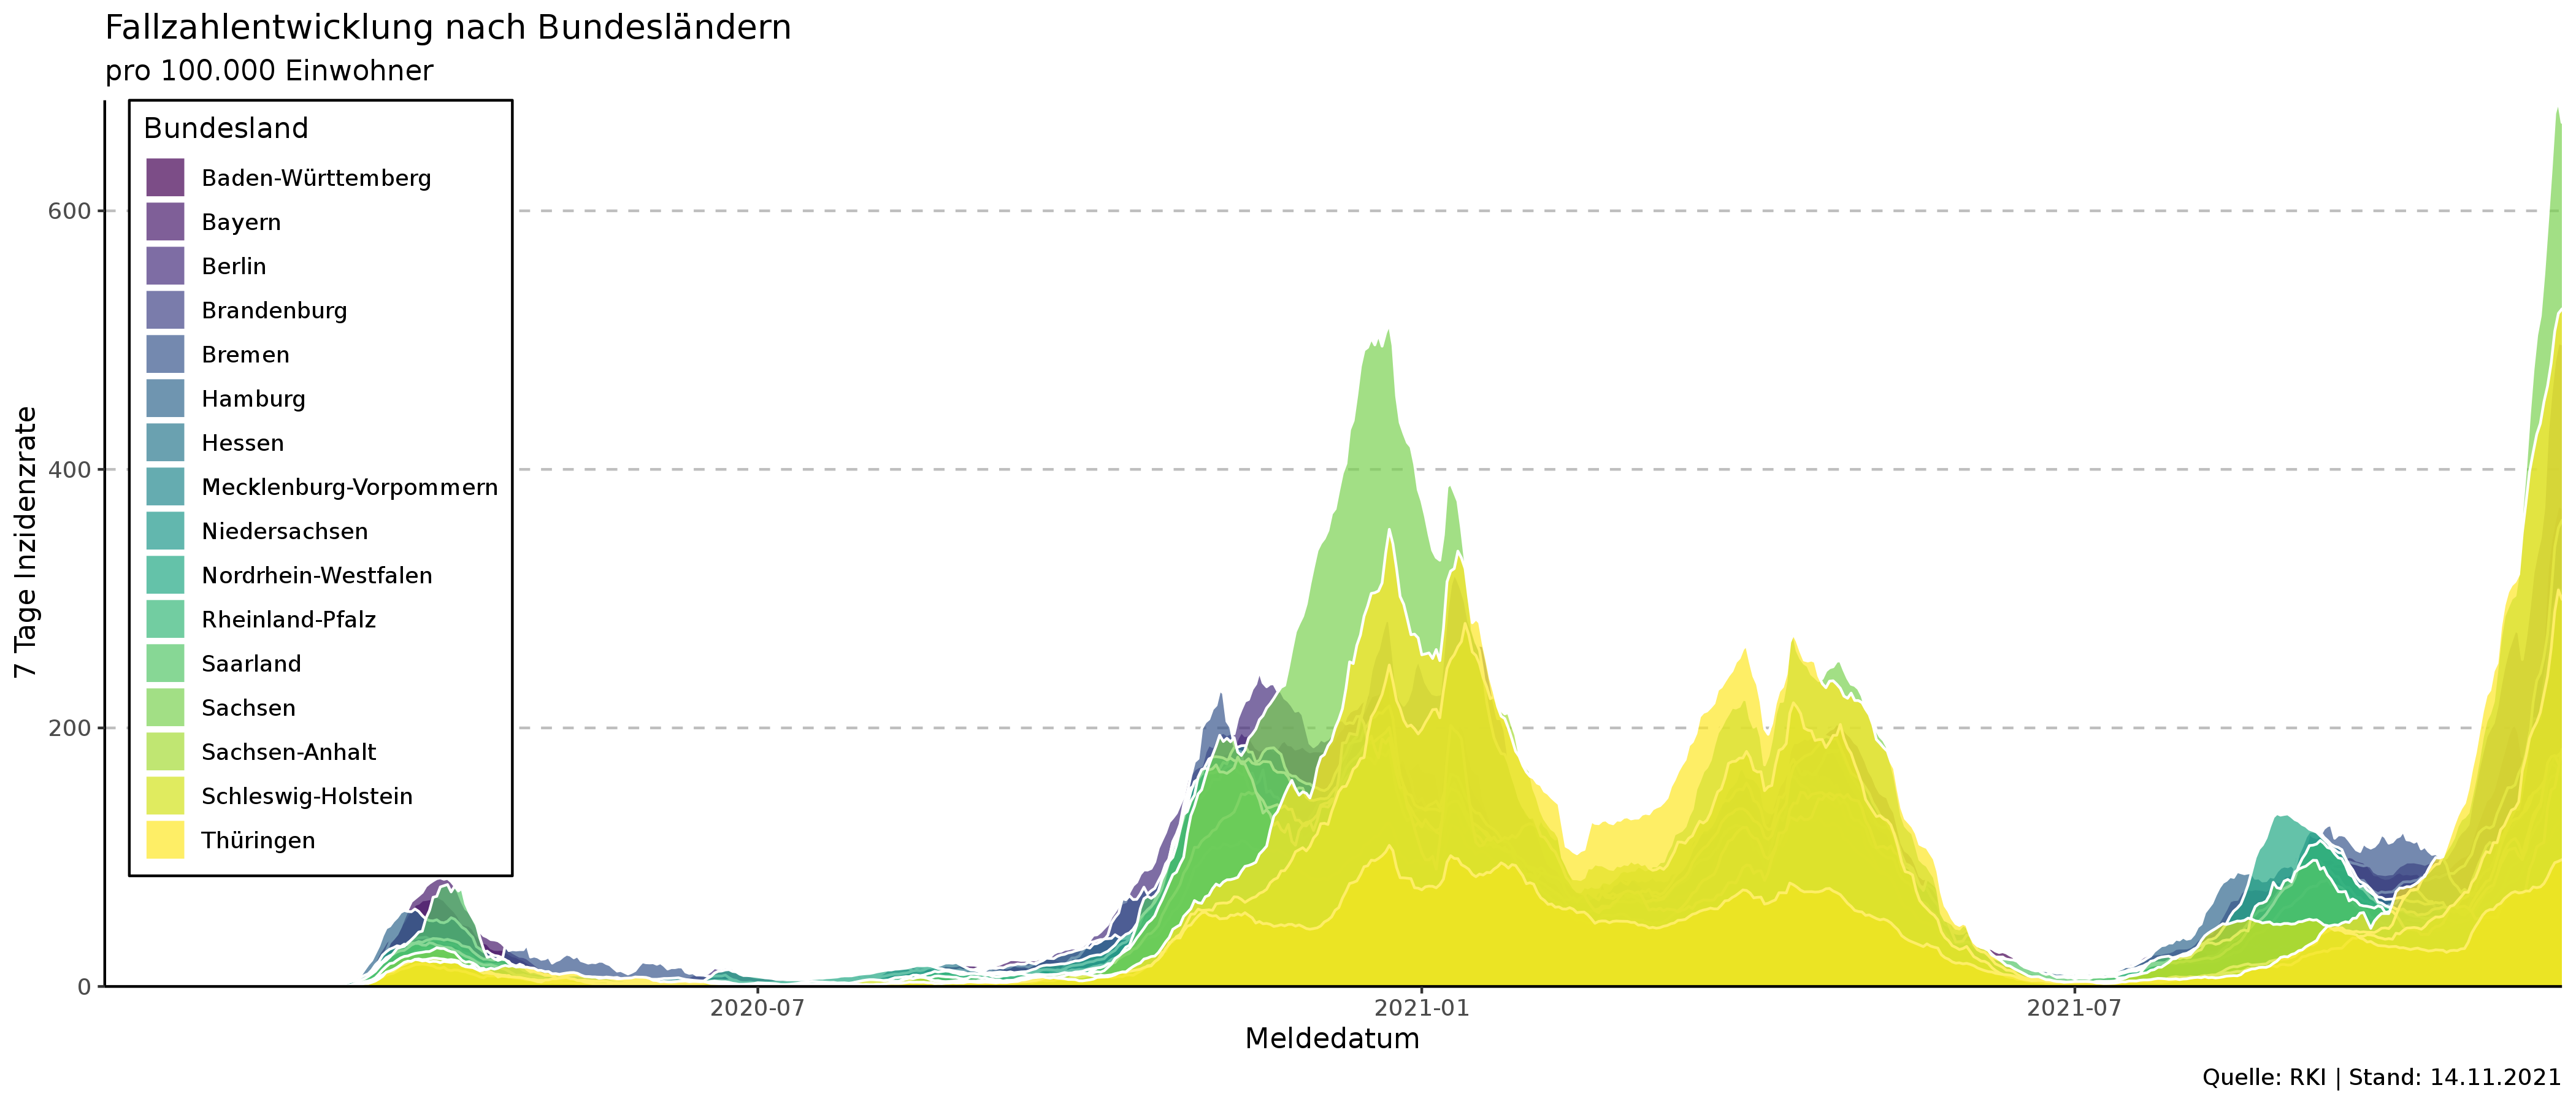 Fallzahlentwicklung nach Bundesländern
pro 100.000 Einwohner
Bundesland
Baden-Württemberg
Bayern
Berlin
Brandenburg
Bremen
Hamburg
Hessen
Mecklenburg-Vorpommern
Niedersachsen
Nordrhein-Westfalen
Rheinland-Pfalz
Saarland
Sachsen
Sachsen-Anhalt
Schleswig-Holstein
Thüringen
7 Tage Inzidenzrate
600
400
200
0
2020-07
2021-01
2021-07
Meldedatum
Quelle: RKI | Stand: 14.11.2021